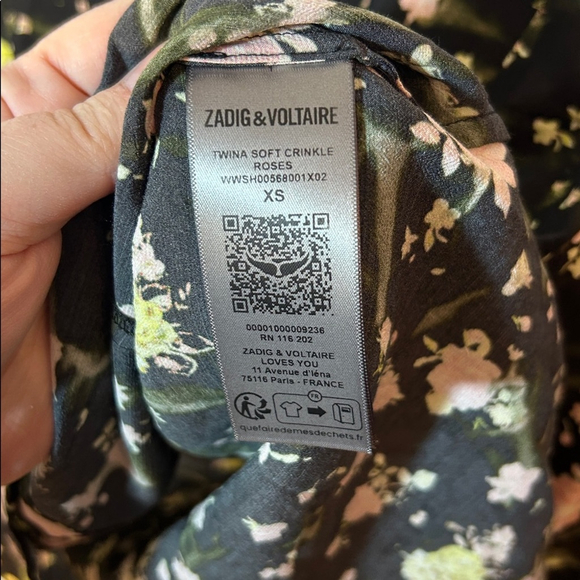 ZADIG&VOLTAIRE
TWINA SOFT CRINKLE
ROSES
WWSH00568001X02
XS
00001000009236
RN 116 202
ZADIG & VOLTAIRE
LOVES YOU
11 Avenue d'Iéna
75116 Paris - FRANCE
FR
quefairedemesdechets.fr